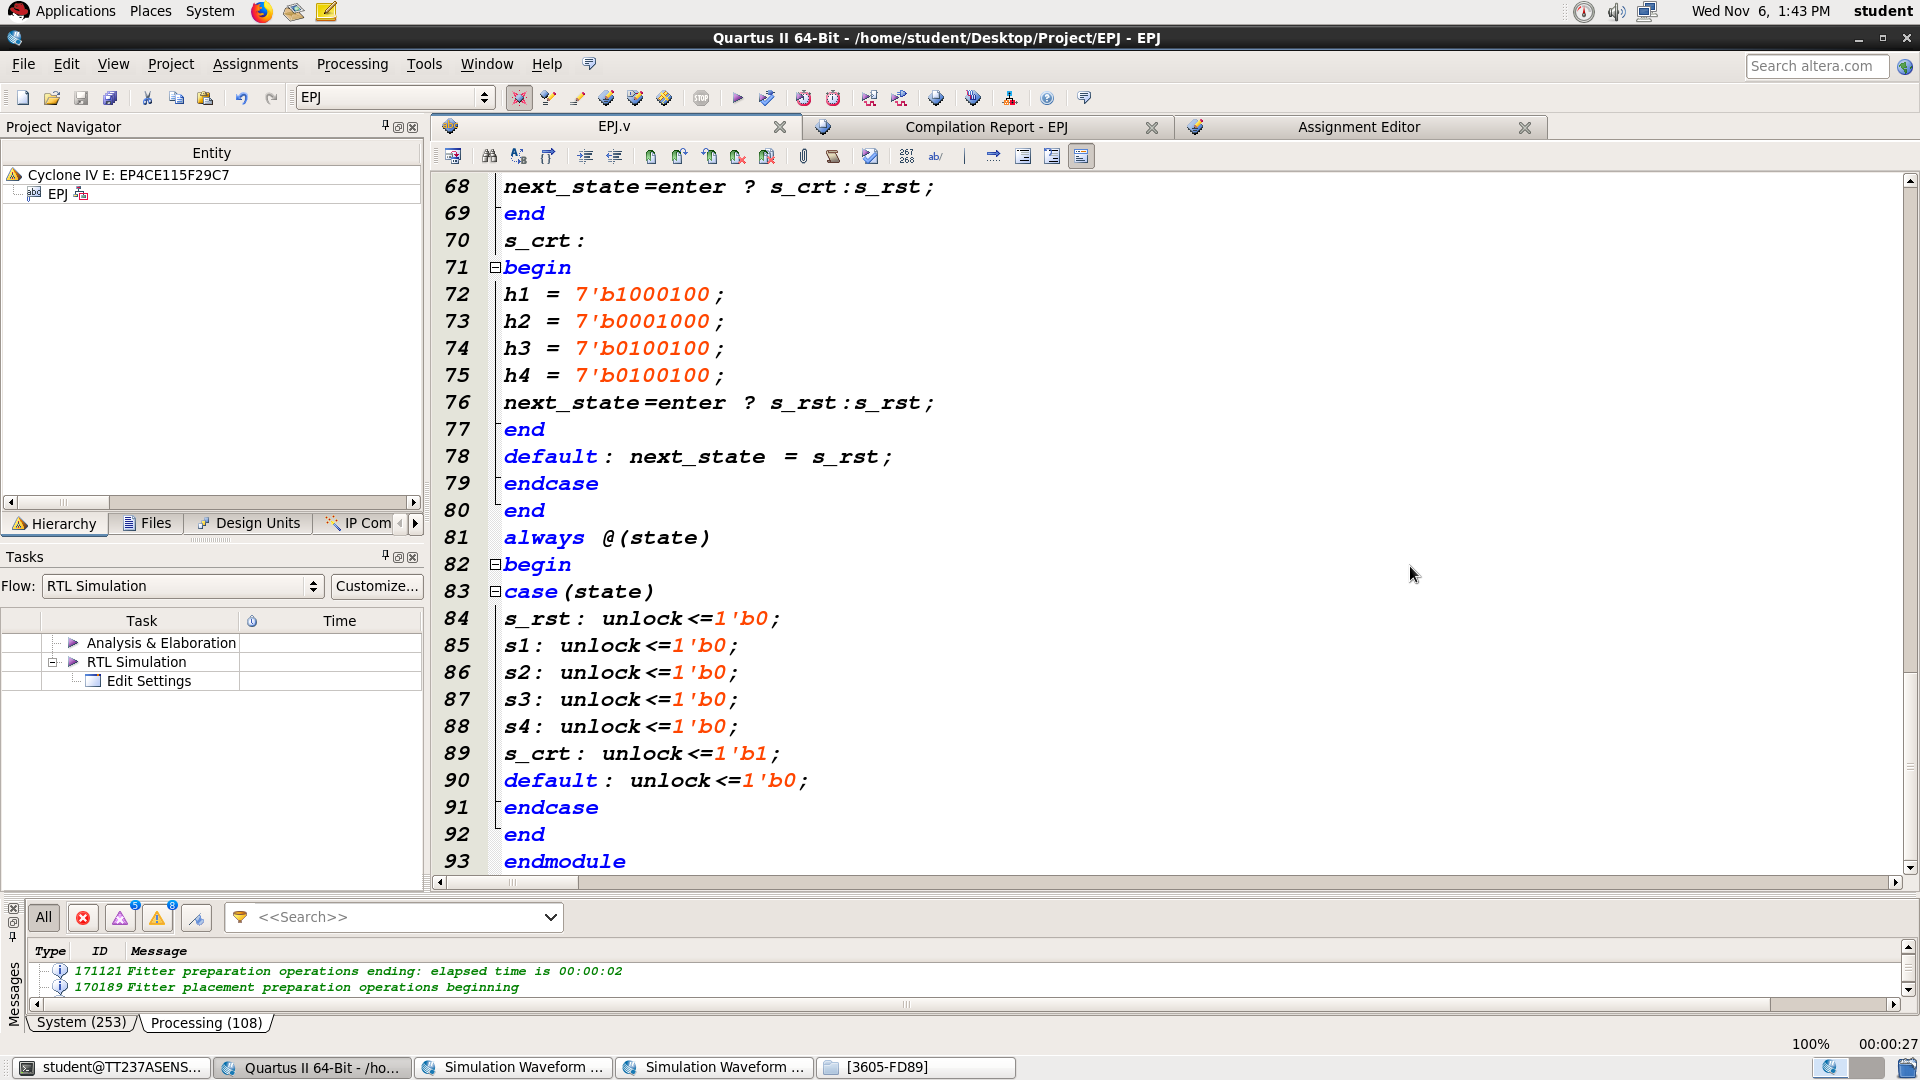 Applications Places System Wed Nov 6, 1:43 PM student
Quartus II 64-Bit - /home/student/Desktop/Project/EPJ - EPJ
File Edit View Project Assignments Processing Tools Window Help Search altera.com
EPJ STOP
Project Navigator
Entity
Cyclone IV E: EP4CE115F29C7
abc EPJ
Hierarchy Files Design Units IP Com
Tasks
Flow: RTL Simulation Customize...
Task Time
Analysis & Elaboration
RTL Simulation
Edit Settings
EPJ.v Compilation Report - EPJ Assignment Editor
267 268 ab/
68 next_state=enter ? s_crt:s_rst;
69 end
70 s_crt:
71 begin
72 h1 = 7'b1000100;
73 h2 = 7'b0001000;
74 h3 = 7'b0100100;
75 h4 = 7'b0100100;
76 next_state=enter ? s_rst:s_rst;
77 end
78 default: next_state = s_rst;
79 endcase
80 end
81 always @(state)
82 begin
83 case(state)
84 s_rst: unlock<=1'b0;
85 s1: unlock<=1'b0;
86 s2: unlock<=1'b0;
87 s3: unlock<=1'b0;
88 s4: unlock<=1'b0;
89 s_crt: unlock<=1'b1;
90 default: unlock<=1'b0;
91 endcase
92 end
93 endmodule
Messages
All 5 8 <<Search>>
Type ID Message
171121 Fitter preparation operations ending: elapsed time is 00:00:02
170189 Fitter placement preparation operations beginning
System (253) Processing (108)
100% 00:00:27
student@TT237ASENS... Quartus II 64-Bit - /ho... Simulation Waveform ... Simulation Waveform ... [3605-FD89]